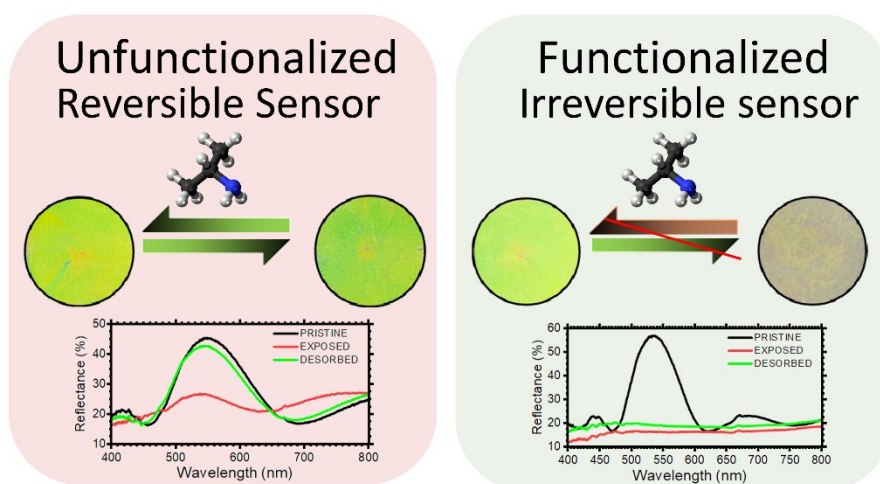 Unfunctionalized
Reversible Sensor
50
40
30
20
10
Reflectance (%)
PRISTINE
EXPOSED
DESORBED
400 500 600 700 800
Wavelength (nm)
Functionalized
Irreversible sensor
60
50
40
30
20
10
Reflectance (%)
PRISTINE
EXPOSED
DESORBED
400 450 500 550 600 650 700 750 800
Wavelength (nm)